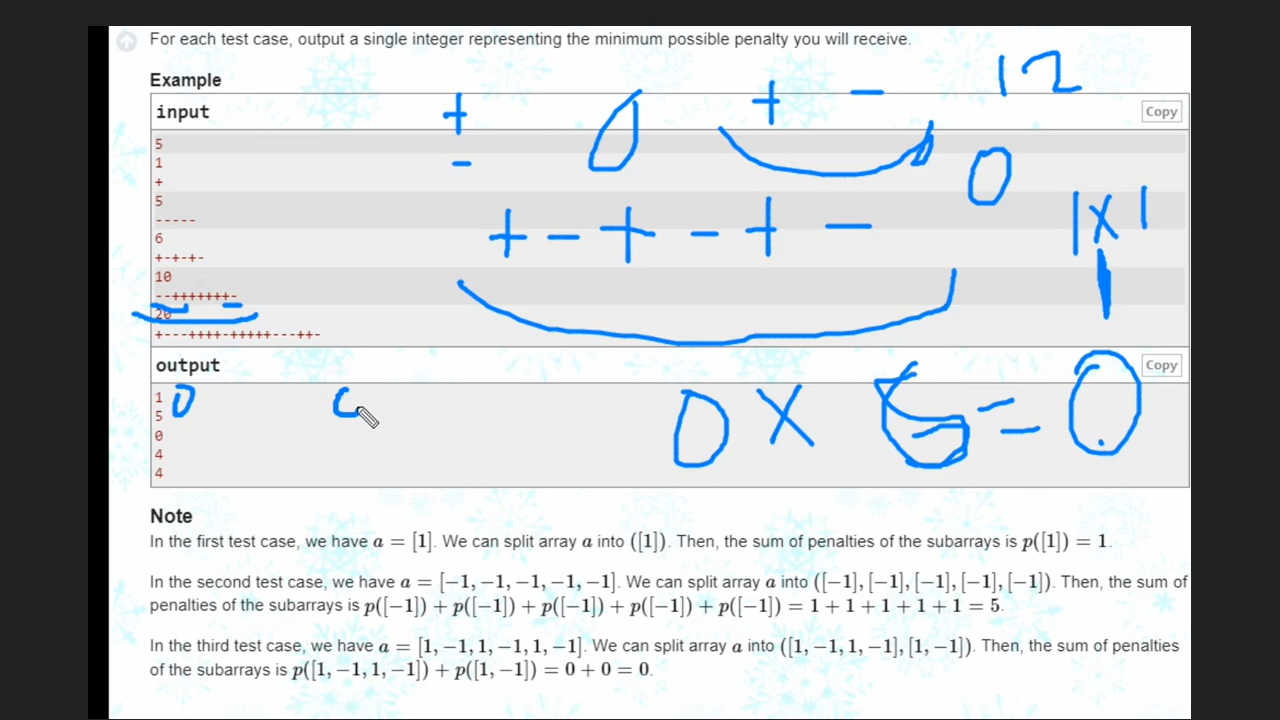 For each test case, output a single integer representing the minimum possible penalty you will receive.
+ - 12
Example
input Copy
+ 0
5
1 -
+ 0
5 1 x 1
-----
6 + - + - + -
+-+-+-
10
--+++++++-
20
+---++++-+++++---++-
output Copy
1 0
5 0 x = 0
0
4
4
Note
In the first test case, we have a = [1]. We can split array a into ([1]). Then, the sum of penalties of the subarrays is p([1]) = 1.
In the second test case, we have a = [−1, −1, −1, −1, −1]. We can split array a into ([−1], [−1], [−1], [−1], [−1]). Then, the sum of
penalties of the subarrays is p([−1]) + p([−1]) + p([−1]) + p([−1]) + p([−1]) = 1 + 1 + 1 + 1 + 1 = 5.
In the third test case, we have a = [1, −1, 1, −1, 1, −1]. We can split array a into ([1, −1, 1, −1], [1, −1]). Then, the sum of penalties
of the subarrays is p([1, −1, 1, −1]) + p([1, −1]) = 0 + 0 = 0.